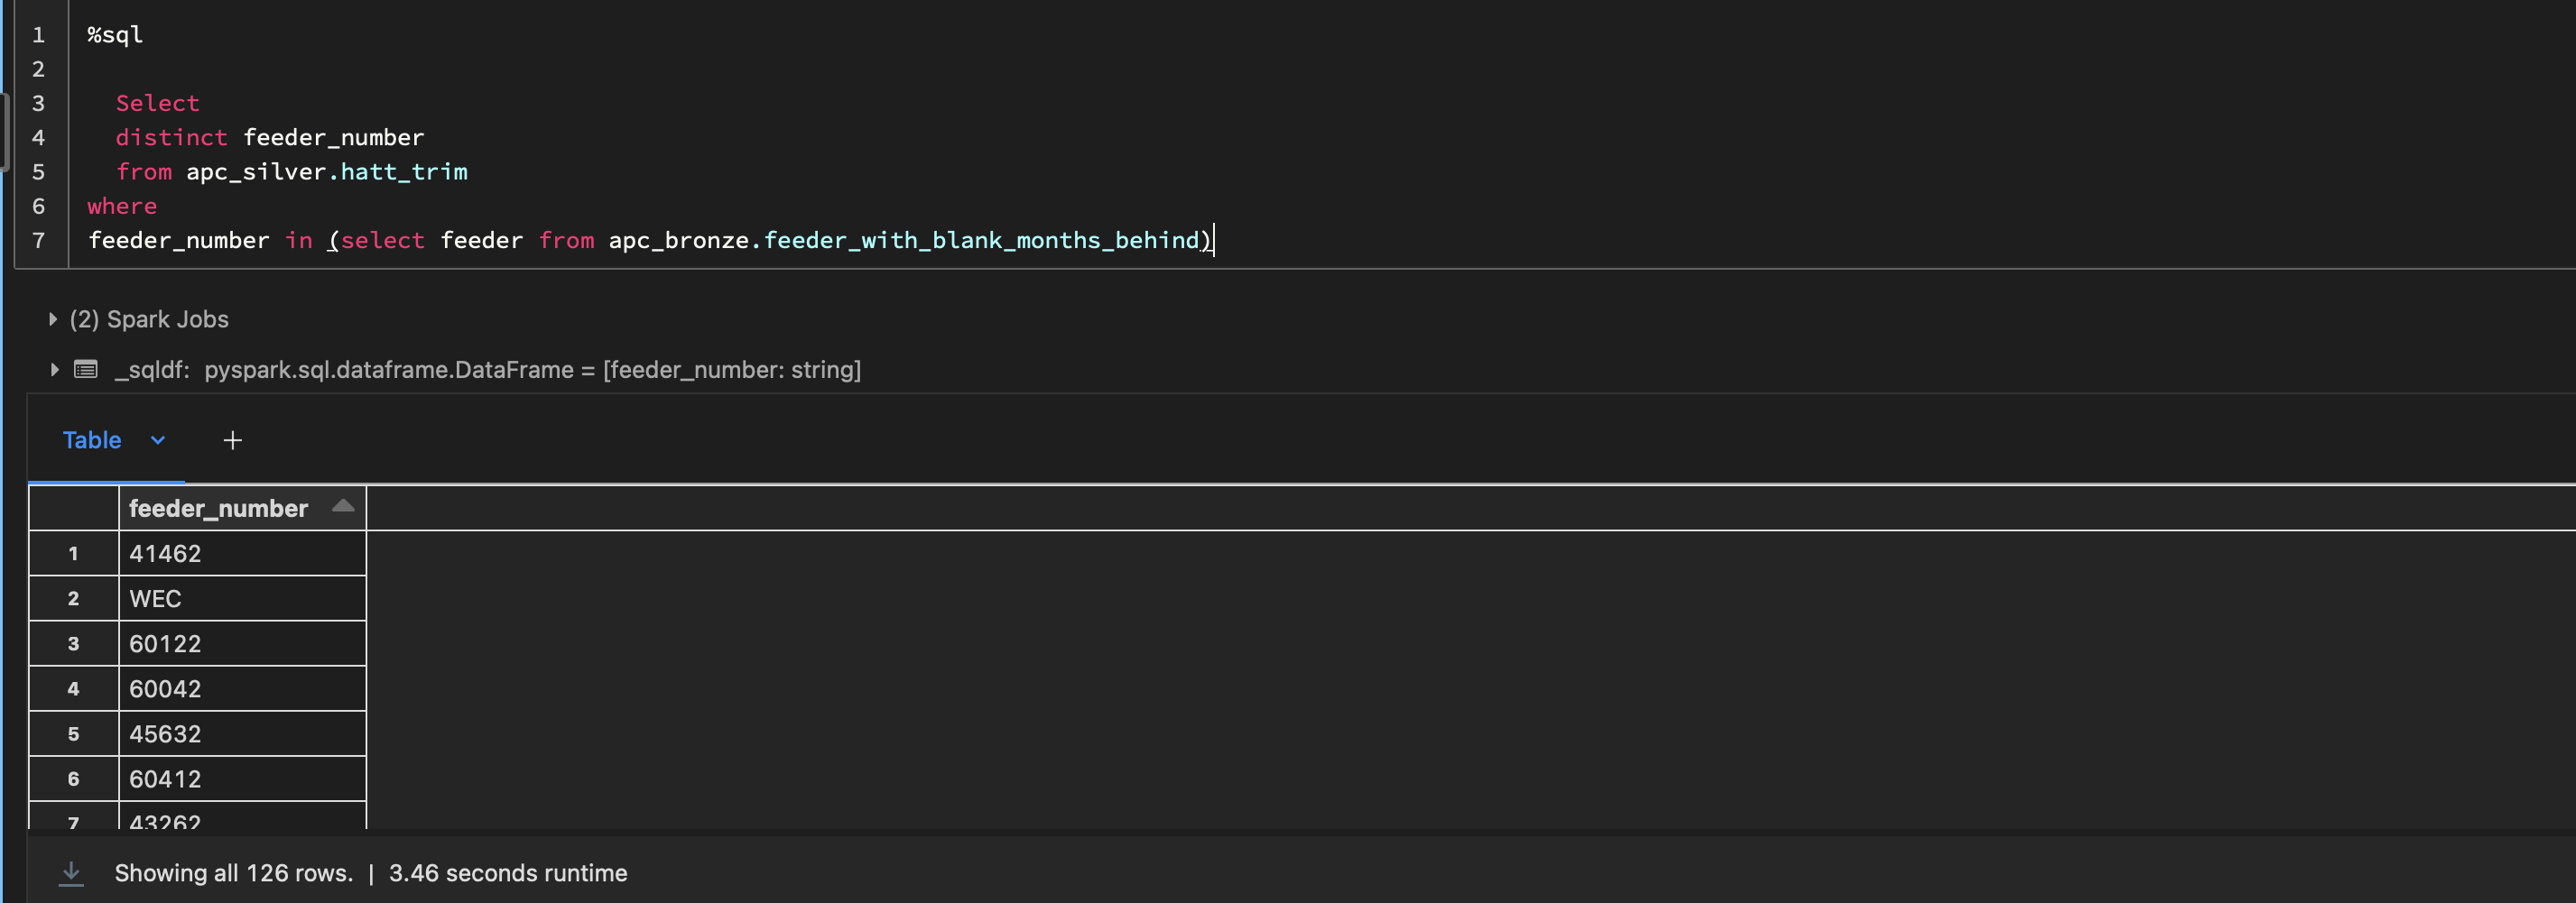 1 %sql
2
3 Select
4 distinct feeder_number
5 from apc_silver.hatt_trim
6 where
7 feeder_number in (select feeder from apc_bronze.feeder_with_blank_months_behind)
(2) Spark Jobs
_sqldf: pyspark.sql.dataframe.DataFrame = [feeder_number: string]
Table +
feeder_number
1 41462
2 WEC
3 60122
4 60042
5 45632
6 60412
7 43262
Showing all 126 rows. | 3.46 seconds runtime